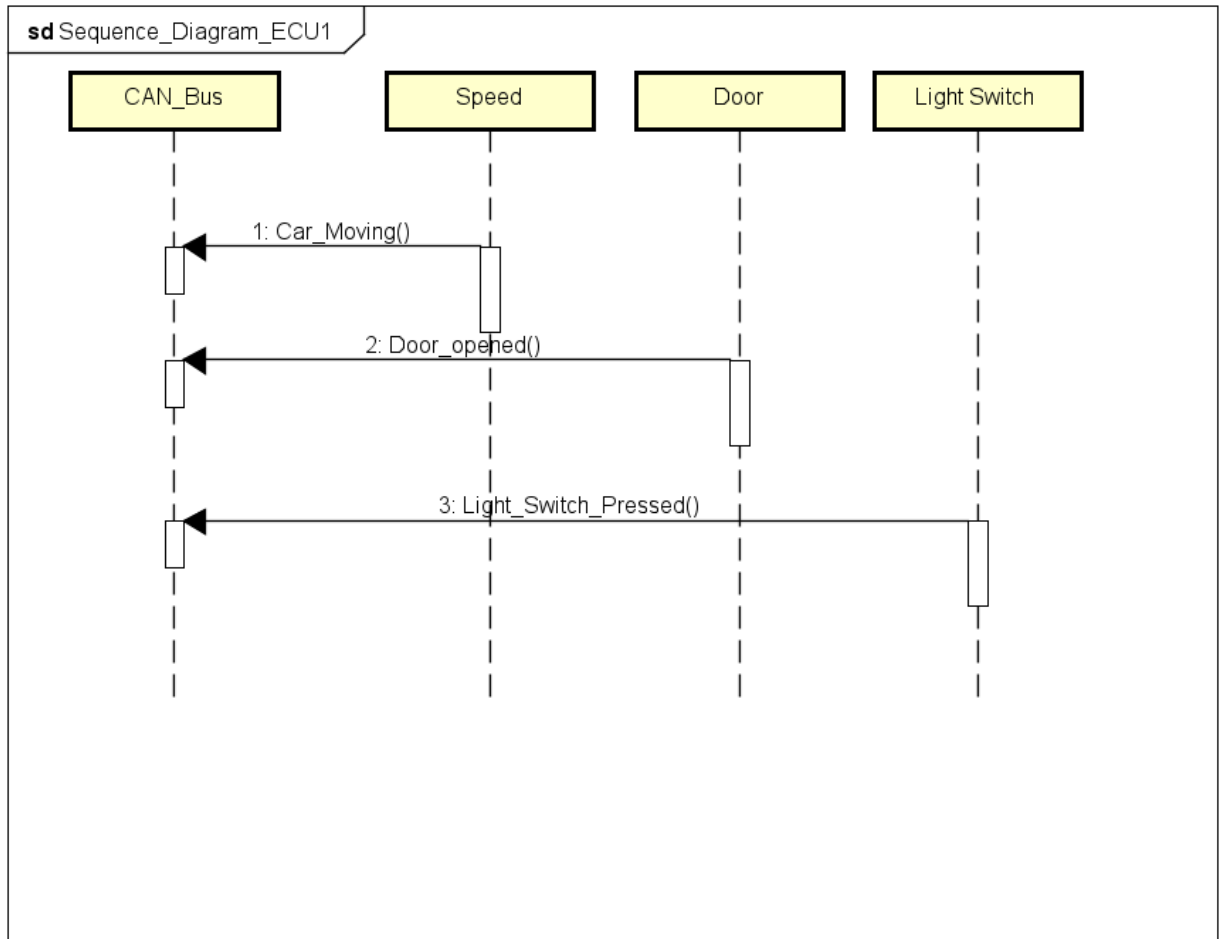 sd Sequence_Diagram_ECU1
CAN_Bus
Speed
Door
Light Switch
1: Car_Moving()
2: Door_opened()
3: Light_Switch_Pressed()